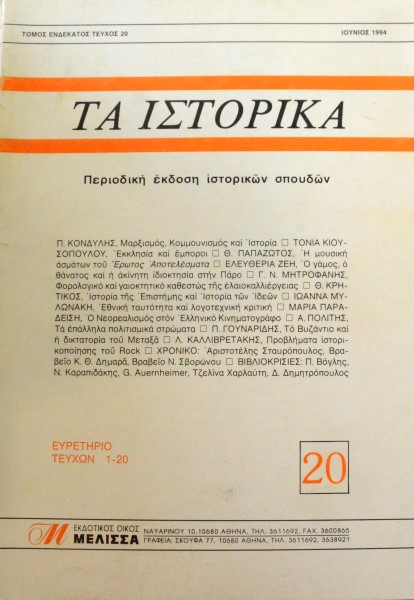 ΤΟΜΟΣ ΕΝΔΕΚΑΤΟΣ ΤΕΥΧΟΣ 20
ΙΟΥΝΙΟΣ 1994
ΤΑ ΙΣΤΟΡΙΚΑ
Περιοδική ἔκδοση ἱστορικῶν σπουδῶν
Π. ΚΟΝΔΥΛΗΣ, Μαρξισμός, Κομμουνισμός καί Ἱστορία □ ΤΟΝΙΑ ΚΙΟΥ-
ΣΟΠΟΥΛΟΥ, Ἐκκλησία καί ἔμποροι □ Θ. ΠΑΠΑΖΩΤΟΣ, Ἡ μουσική
ἀσμάτων τοῦ Ἔρωτος Ἀποτελέσματα □ ΕΛΕΥΘΕΡΙΑ ΖΕΗ, Ὁ γάμος, ὁ
θάνατος καί ἡ ἀκίνητη ἰδιοκτησία στήν Πάρο □ Γ. Ν. ΜΗΤΡΟΦΑΝΗΣ,
Φορολογικό καί γαιοκτητικό καθεστώς τῆς ἐλαιοκαλλιέργειας □ Θ. ΚΡΗ-
ΤΙΚΟΣ, Ἱστορία τῆς Ἐπιστήμης καί Ἱστορία τῶν Ἰδεῶν □ ΙΩΑΝΝΑ ΜΥ-
ΛΩΝΑΚΗ, Ἐθνική ταυτότητα καί λογοτεχνική κριτική □ ΜΑΡΙΑ ΠΑΡΑ-
ΔΕΙΣΗ, Ὁ Νεορεαλισμός στόν Ἑλληνικό Κινηματογράφο □ Α. ΠΟΛΙΤΗΣ,
Τά ἐπάλληλα πολιτισμικά στρώματα □ Π. ΓΟΥΝΑΡΙΔΗΣ, Τό Βυζάντιο καί
ἡ δικτατορία τοῦ Μεταξᾶ □ Λ. ΚΑΛΛΙΒΡΕΤΑΚΗΣ, Προβλήματα ἱστορι-
κοποίησης τοῦ Rock □ ΧΡΟΝΙΚΟ: Ἀριστοτέλης Σταυρόπουλος, Βρα-
βεῖο Κ. Θ. Δημαρᾶ, Βραβεῖο Ν. Σβορώνου □ ΒΙΒΛΙΟΚΡΙΣΙΕΣ: Π. Βόγλης,
Ν. Καραπιδάκης, G. Auernheimer, Τζελίνα Χαρλαύτη, Δ. Δημητρόπουλος
ΕΥΡΕΤΗΡΙΟ
ΤΕΥΧΩΝ 1-20
20
Μ ΕΚΔΟΤΙΚΟΣ ΟΙΚΟΣ
ΜΕΛΙΣΣΑ
ΝΑΥΑΡΙΝΟΥ 10, 10680 ΑΘΗΝΑ, ΤΗΛ. 3611692, FAX. 3600865
ΓΡΑΦΕΙΑ: ΣΚΟΥΦΑ 77, 10680 ΑΘΗΝΑ, ΤΗΛ. 3611692, 3638921